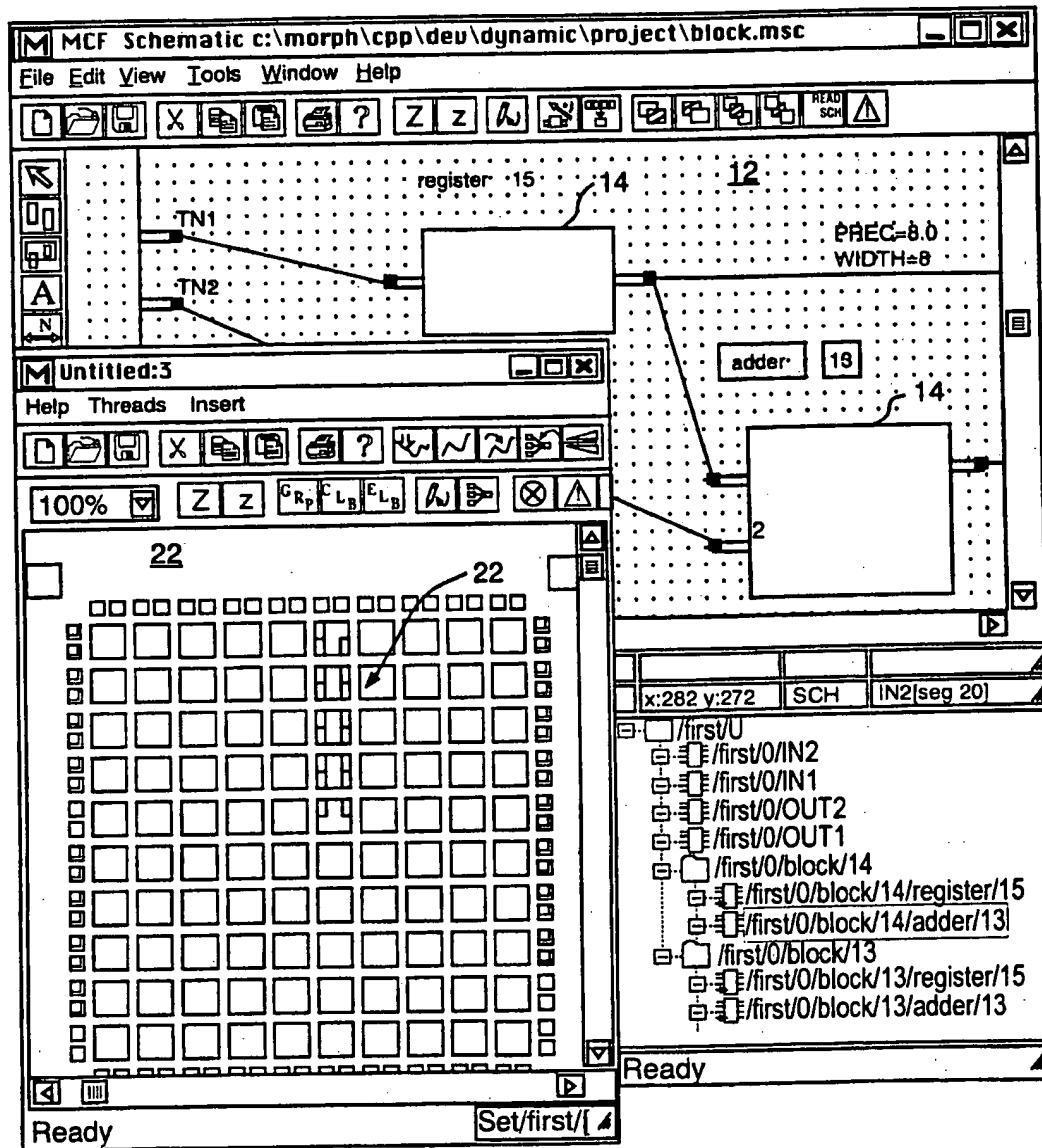 M MCF Schematic c:\morph\cpp\dev\dynamic\project\block.msc
File Edit View Tools Window Help
? Z z READ SCH
register 15
14
12
TN1
PREC=8.0
WIDTH=8
TN2
A
N
adder 13
14
2
M Untitled:3
Help Threads Insert
?
100% Z z GRP CLB ELB
22
22
x:282 y:272 SCH IN2[seg 20]
/first/U
/first/0/IN2
/first/0/IN1
/first/0/OUT2
/first/0/OUT1
/first/0/block/14
/first/0/block/14/register/15
/first/0/block/14/adder/13
/first/0/block/13
/first/0/block/13/register/15
/first/0/block/13/adder/13
Ready
Ready
Set/first/[